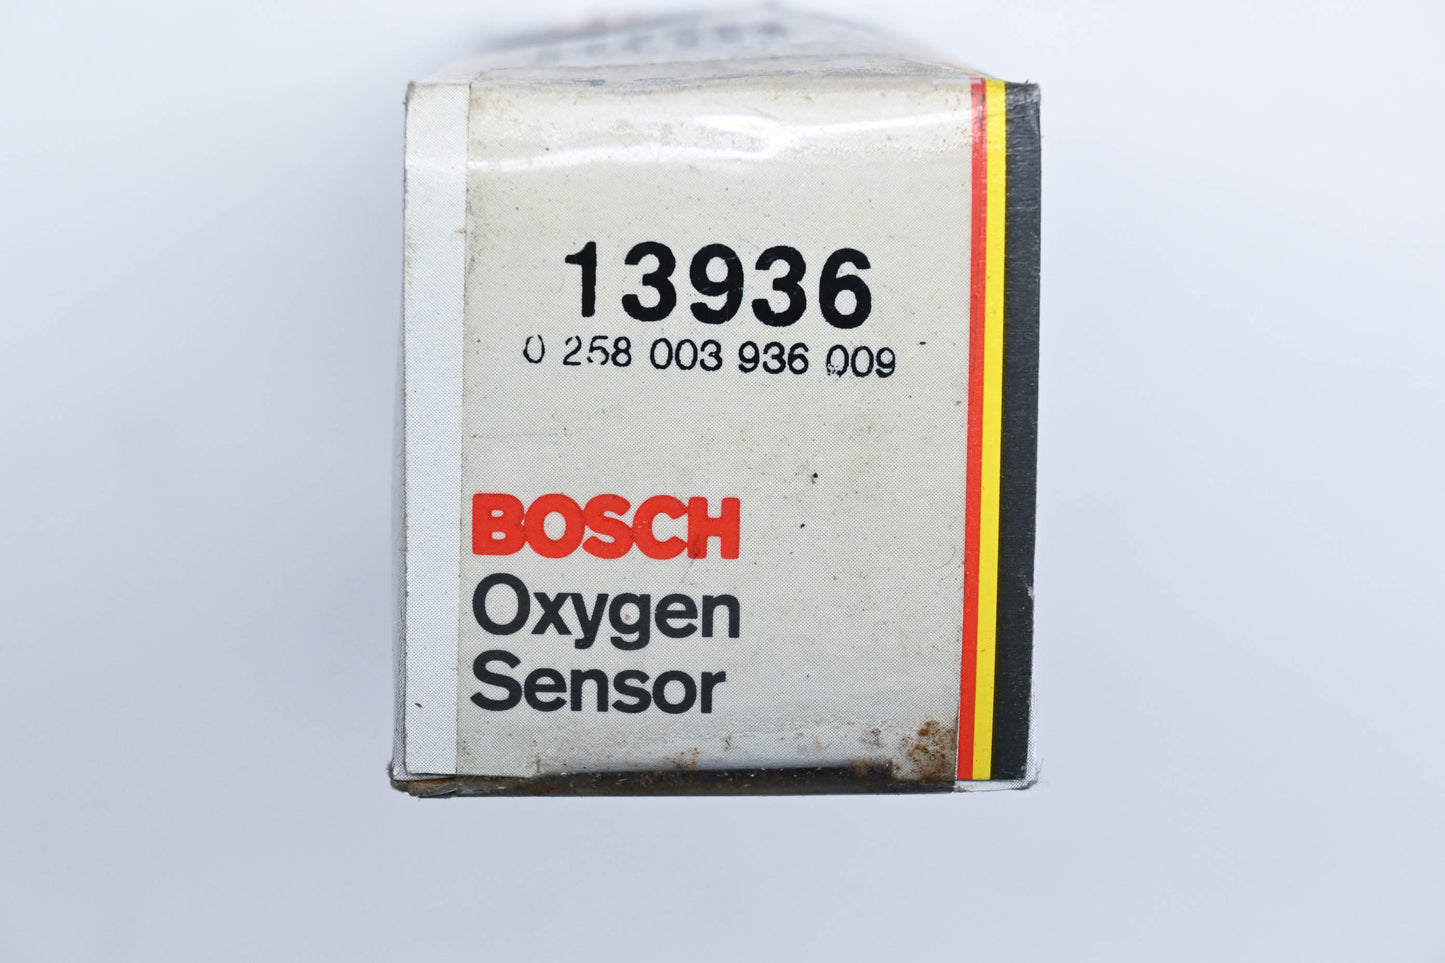 13936
0 258 003 936 009
BOSCH
Oxygen
Sensor